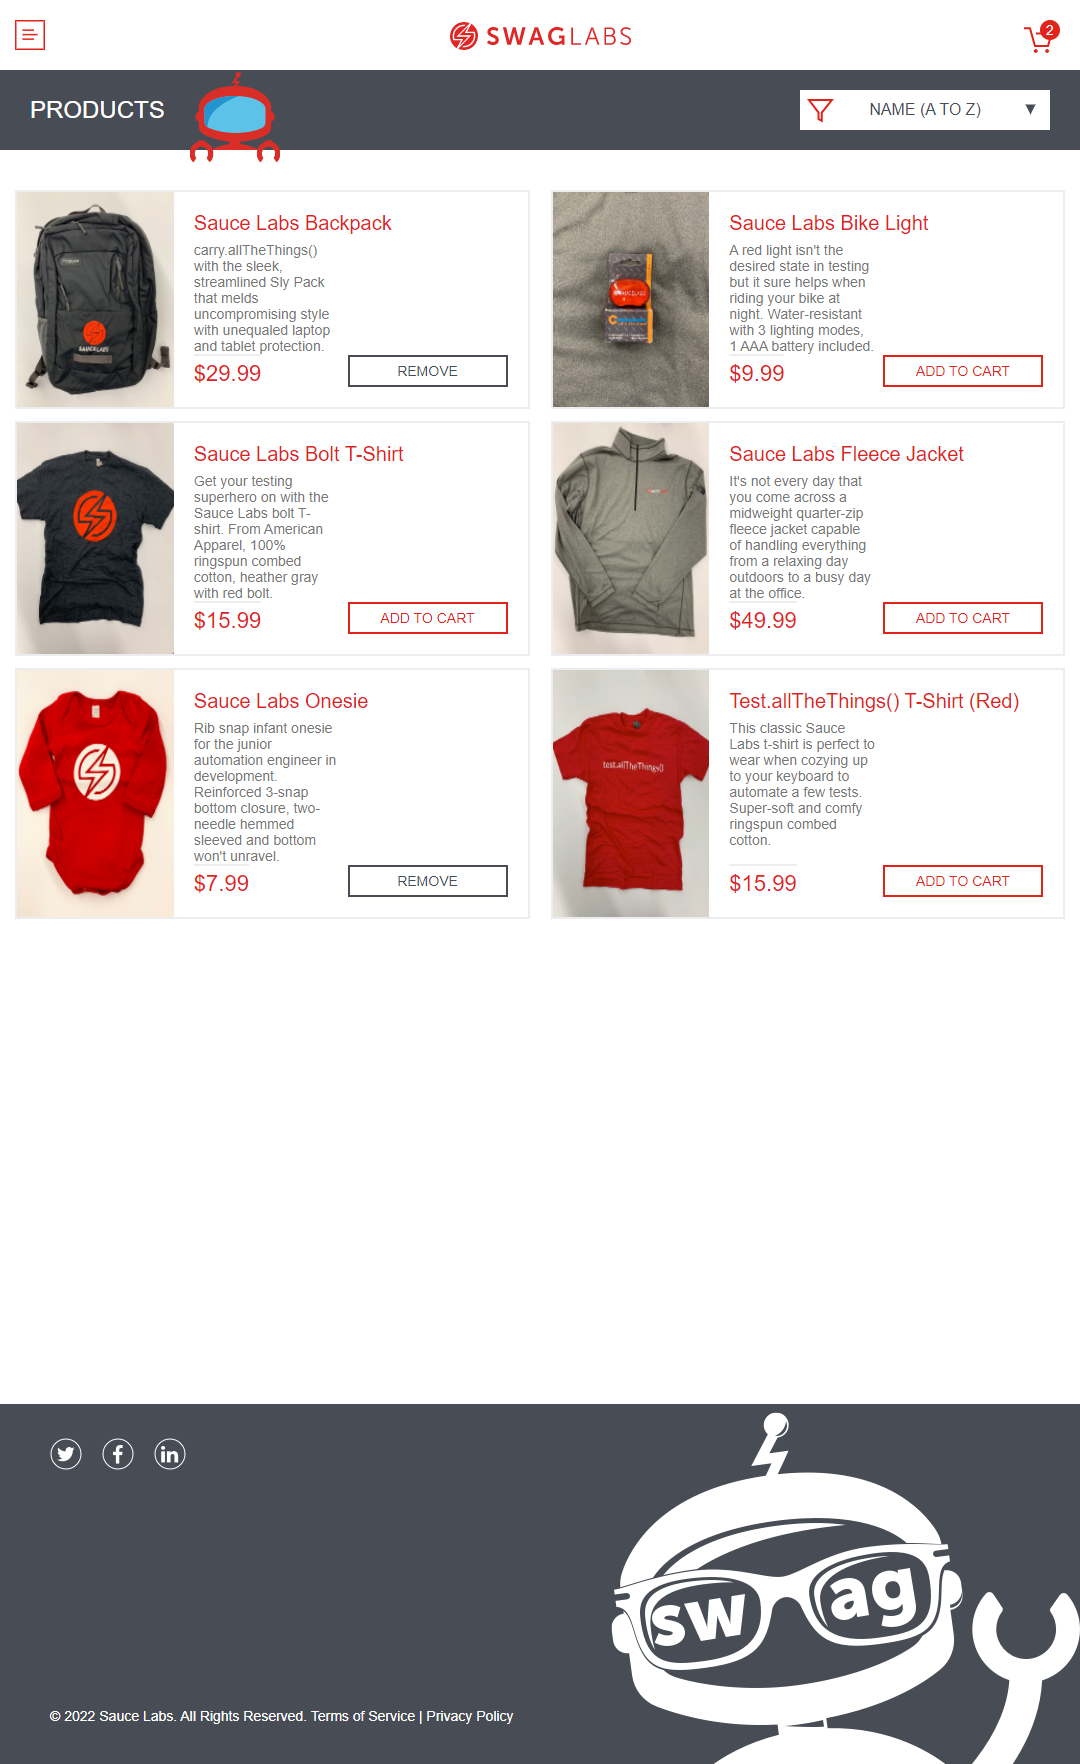 SWAGLABS
2
PRODUCTS
NAME (A TO Z)
Sauce Labs Backpack
carry.allTheThings()
with the sleek,
streamlined Sly Pack
that melds
uncompromising style
with unequaled laptop
and tablet protection.
$29.99
REMOVE
SAUCELABS
Sauce Labs Bike Light
A red light isn't the
desired state in testing
but it sure helps when
riding your bike at
night. Water-resistant
with 3 lighting modes,
1 AAA battery included.
$9.99
ADD TO CART
SAUCELABS
Sauce Labs Bolt T-Shirt
Get your testing
superhero on with the
Sauce Labs bolt T-
shirt. From American
Apparel, 100%
ringspun combed
cotton, heather gray
with red bolt.
$15.99
ADD TO CART
Sauce Labs Fleece Jacket
It's not every day that
you come across a
midweight quarter-zip
fleece jacket capable
of handling everything
from a relaxing day
outdoors to a busy day
at the office.
$49.99
ADD TO CART
Sauce Labs Onesie
Rib snap infant onesie
for the junior
automation engineer in
development.
Reinforced 3-snap
bottom closure, two-
needle hemmed
sleeved and bottom
won't unravel.
$7.99
REMOVE
Test.allTheThings() T-Shirt (Red)
This classic Sauce
Labs t-shirt is perfect to
wear when cozying up
to your keyboard to
automate a few tests.
Super-soft and comfy
ringspun combed
cotton.
$15.99
ADD TO CART
test.allTheThings()
swag
© 2022 Sauce Labs. All Rights Reserved. Terms of Service | Privacy Policy